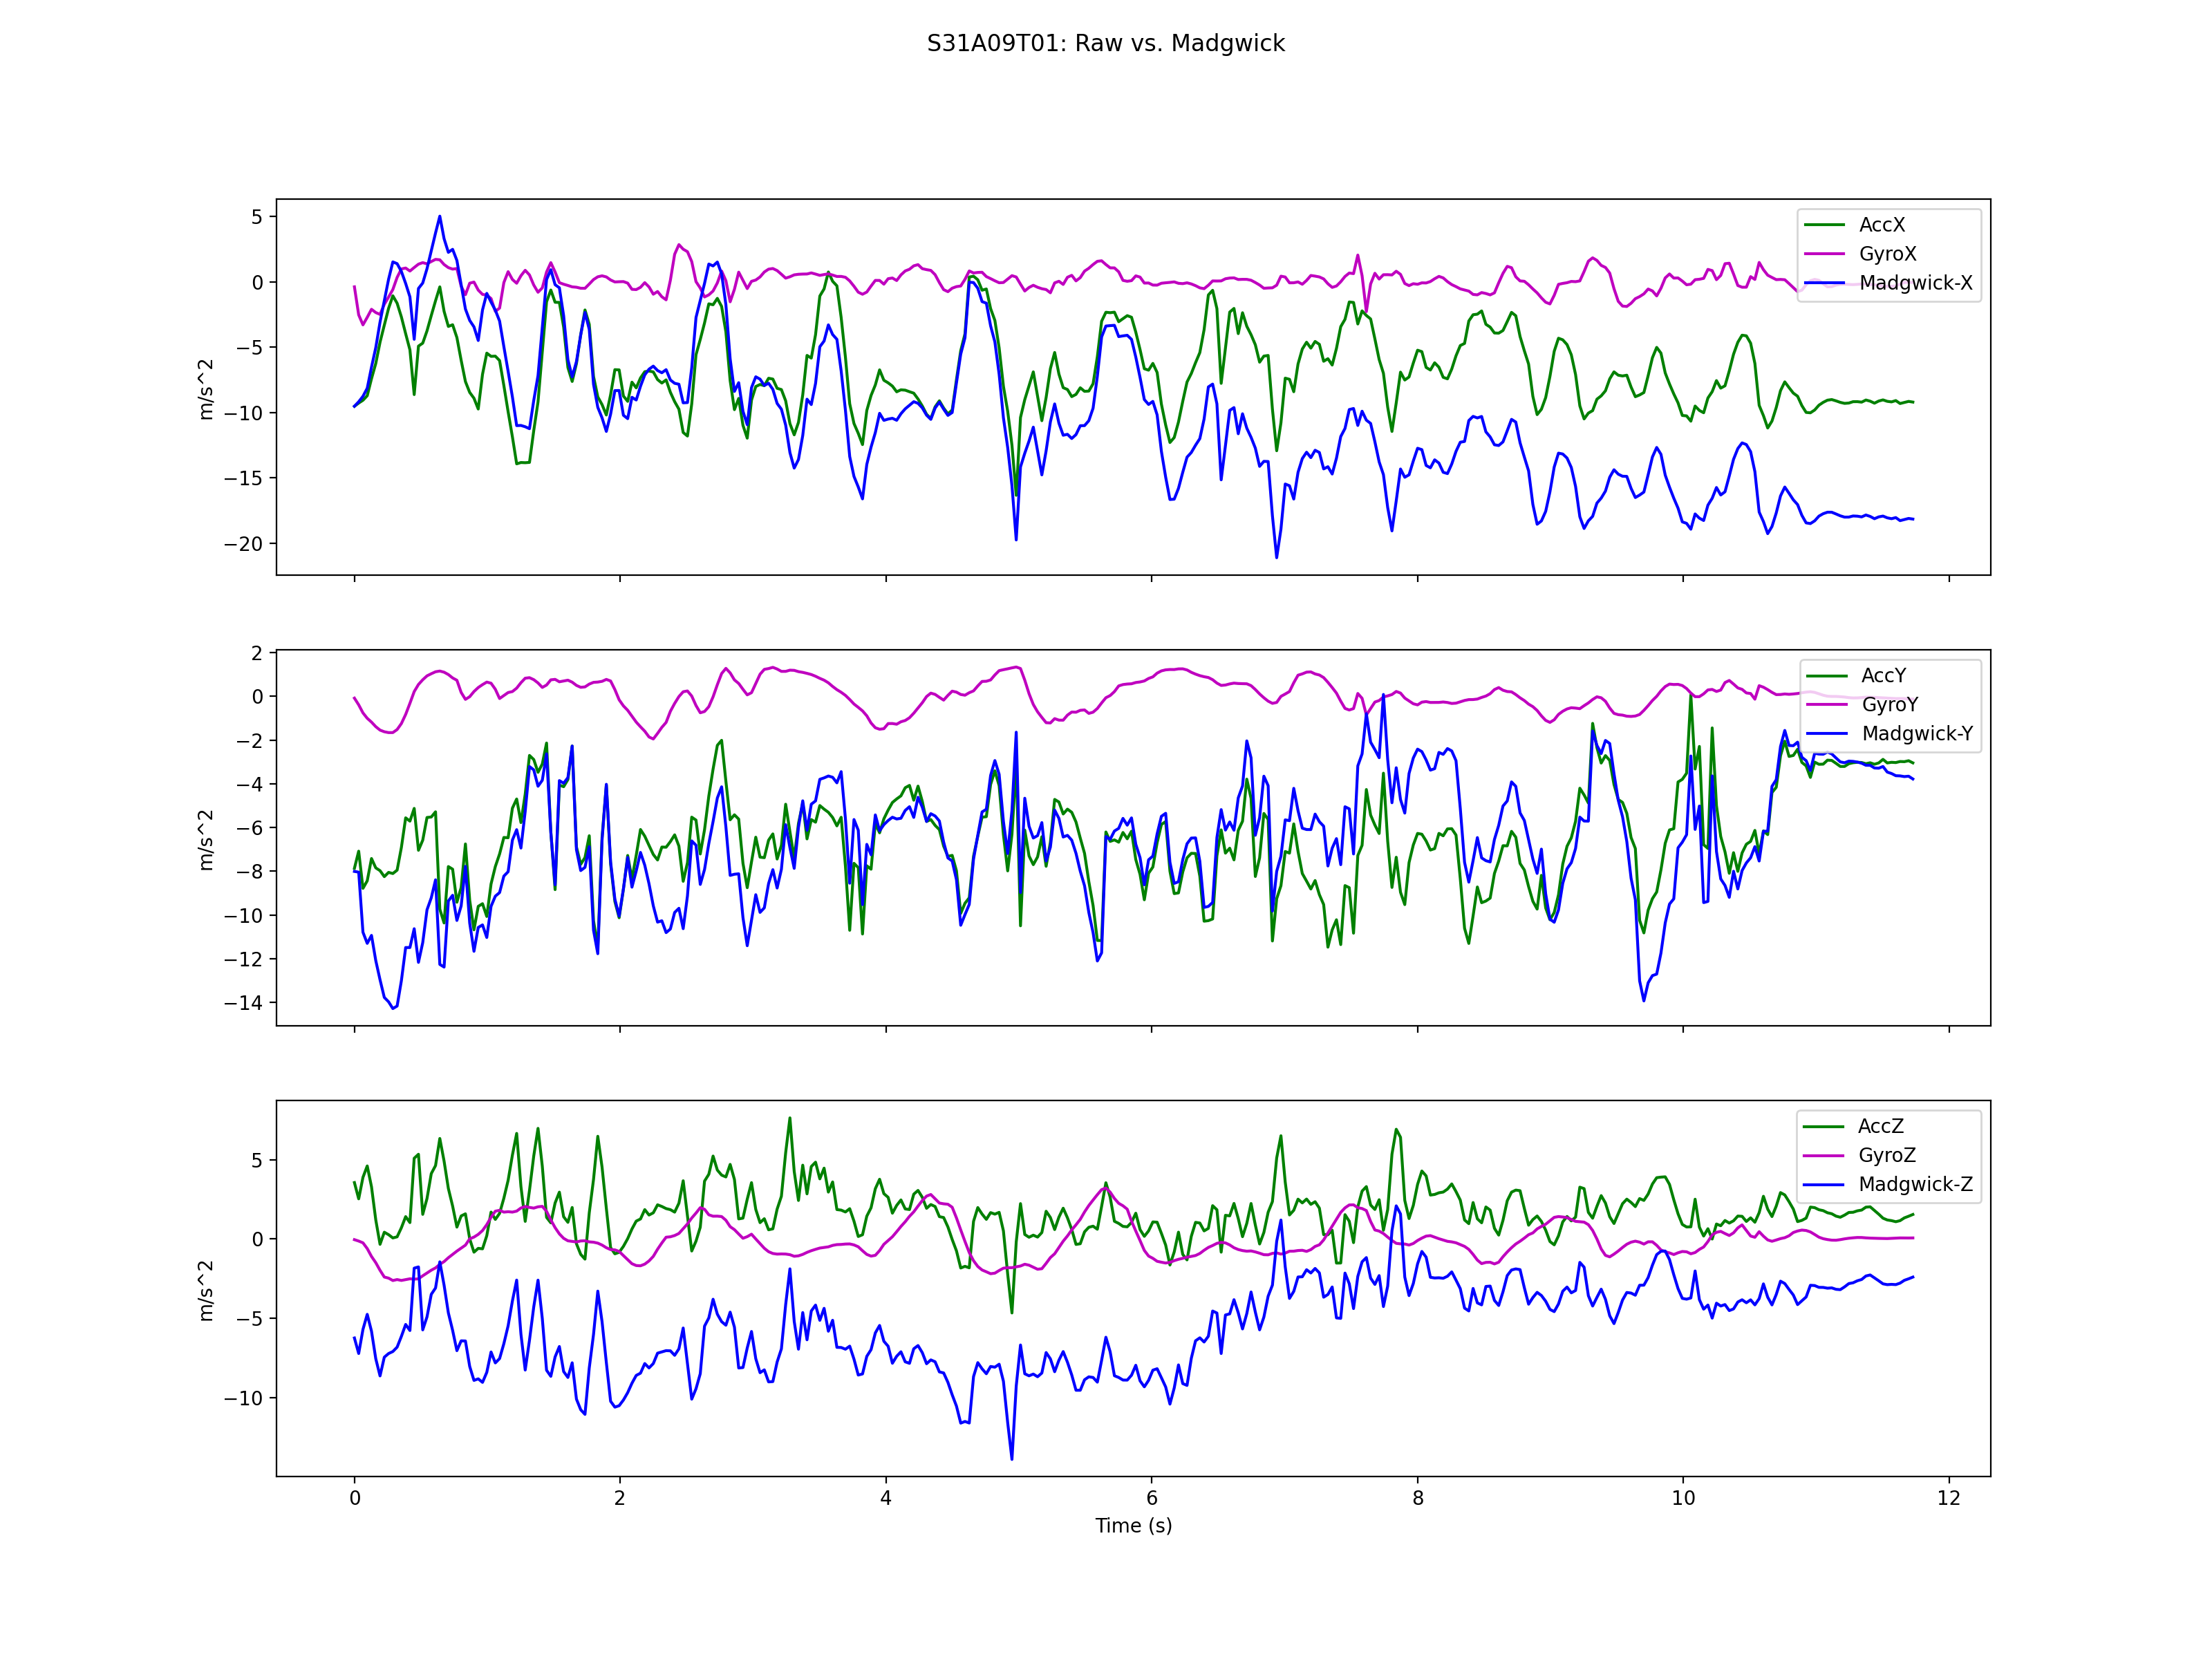 S31A09T01: Raw vs. Madgwick
5
0
−5
−10
−15
−20
m/s^2
AccX
GyroX
Madgwick-X
2
0
−2
−4
−6
−8
−10
−12
−14
m/s^2
AccY
GyroY
Madgwick-Y
5
0
−5
−10
m/s^2
AccZ
GyroZ
Madgwick-Z
0 2 4 6 8 10 12
Time (s)